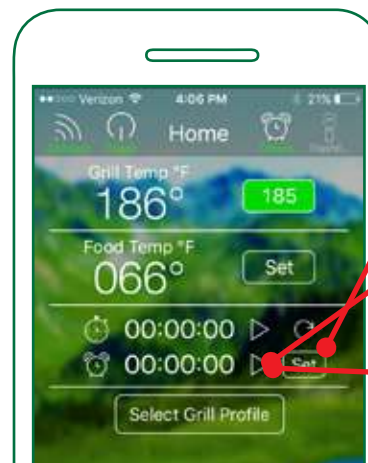 Verizon 4:06 PM 21%
Home
Grill Temp °F
186° 185
Food Temp °F
066° Set
00:00:00
00:00:00 Set
Select Grill Profile